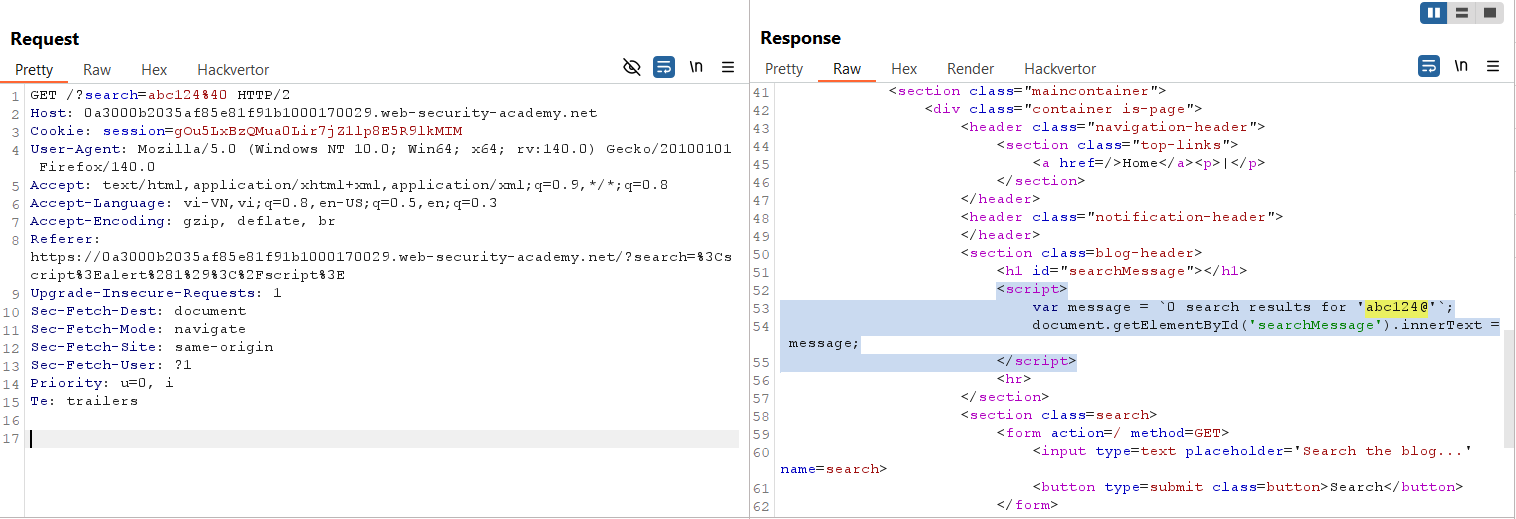 Request
Pretty Raw Hex Hackvertor
\n
1 GET /?search=abc124%40 HTTP/2
2 Host: 0a3000b2035af85e81f91b1000170029.web-security-academy.net
3 Cookie: session=gOu5LxBzQMua0Lir7jZ1lp8E5R9lkMIM
4 User-Agent: Mozilla/5.0 (Windows NT 10.0; Win64; x64; rv:140.0) Gecko/20100101
Firefox/140.0
5 Accept: text/html,application/xhtml+xml,application/xml;q=0.9,*/*;q=0.8
6 Accept-Language: vi-VN,vi;q=0.8,en-US;q=0.5,en;q=0.3
7 Accept-Encoding: gzip, deflate, br
8 Referer:
https://0a3000b2035af85e81f91b1000170029.web-security-academy.net/?search=%3Cs
cript%3Ealert%281%29%3C%2Fscript%3E
9 Upgrade-Insecure-Requests: 1
10 Sec-Fetch-Dest: document
11 Sec-Fetch-Mode: navigate
12 Sec-Fetch-Site: same-origin
13 Sec-Fetch-User: ?1
14 Priority: u=0, i
15 Te: trailers
16
17
Response
Pretty Raw Hex Render Hackvertor
\n
41 <section class="maincontainer">
42 <div class="container is-page">
43 <header class="navigation-header">
44 <section class="top-links">
45 <a href=/>Home</a><p>|</p>
46 </section>
47 </header>
48 <header class="notification-header">
49 </header>
50 <section class=blog-header>
51 <h1 id="searchMessage"></h1>
52 <script>
53 var message = `0 search results for 'abc124@'`;
54 document.getElementById('searchMessage').innerText =
message;
55 </script>
56 <hr>
57 </section>
58 <section class=search>
59 <form action=/ method=GET>
60 <input type=text placeholder='Search the blog...'
name=search>
61 <button type=submit class=button>Search</button>
62 </form>